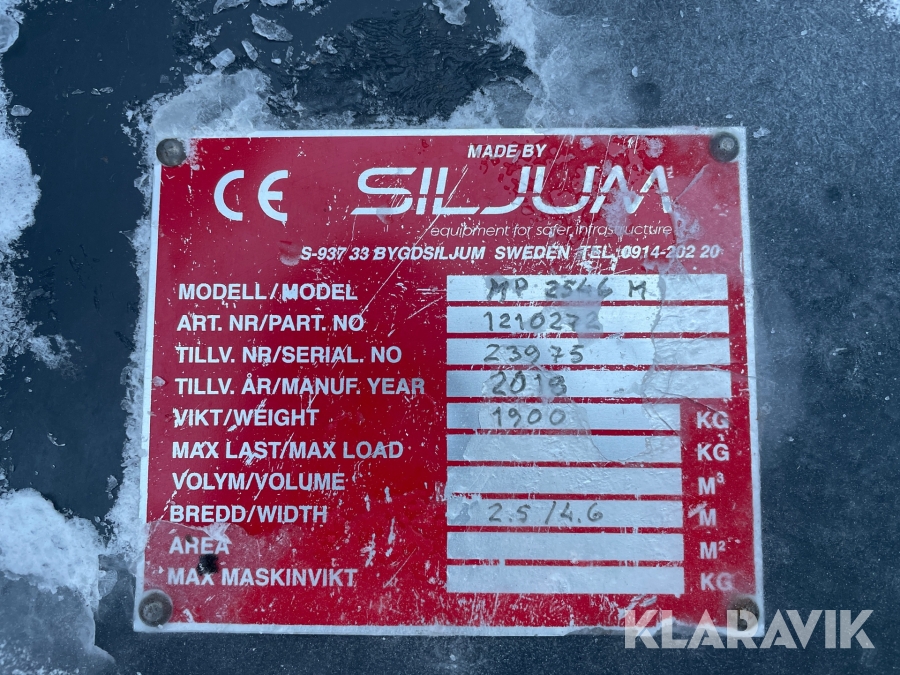 MADE BY
CE SILJUM
equipment for safer infrastructure
S-937 33 BYGDSILJUM SWEDEN TEL. 0914-202 20
MODELL/MODEL MP 2546 M
ART. NR/PART. NO 1210272
TILLV. NR/SERIAL. NO 23975
TILLV. ÅR/MANUF. YEAR
VIKT/WEIGHT 1900 KG
MAX LAST/MAX LOAD KG
VOLYM/VOLUME M³
BREDD/WIDTH 2.5/4.6 M
AREA M²
MAX MASKINVIKT KG
KLARAVIK